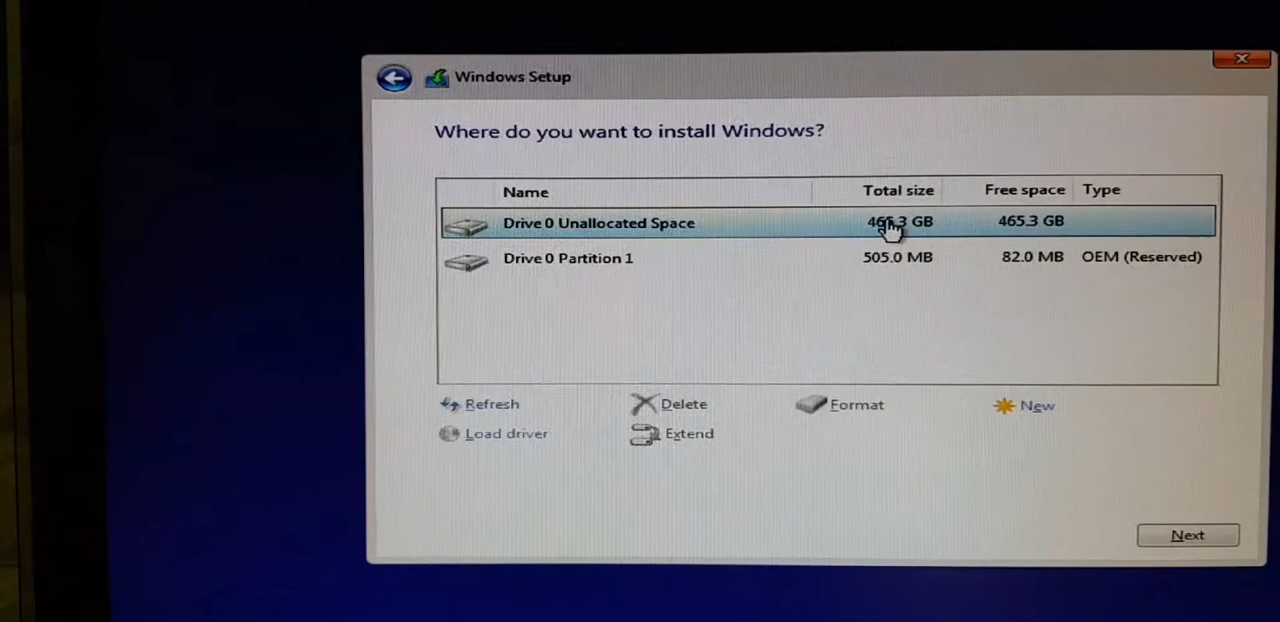 Windows Setup
Where do you want to install Windows?
Name Total size Free space Type
Drive 0 Unallocated Space 465.3 GB 465.3 GB
Drive 0 Partition 1 505.0 MB 82.0 MB OEM (Reserved)
Refresh Delete Format New
Load driver Extend
Next